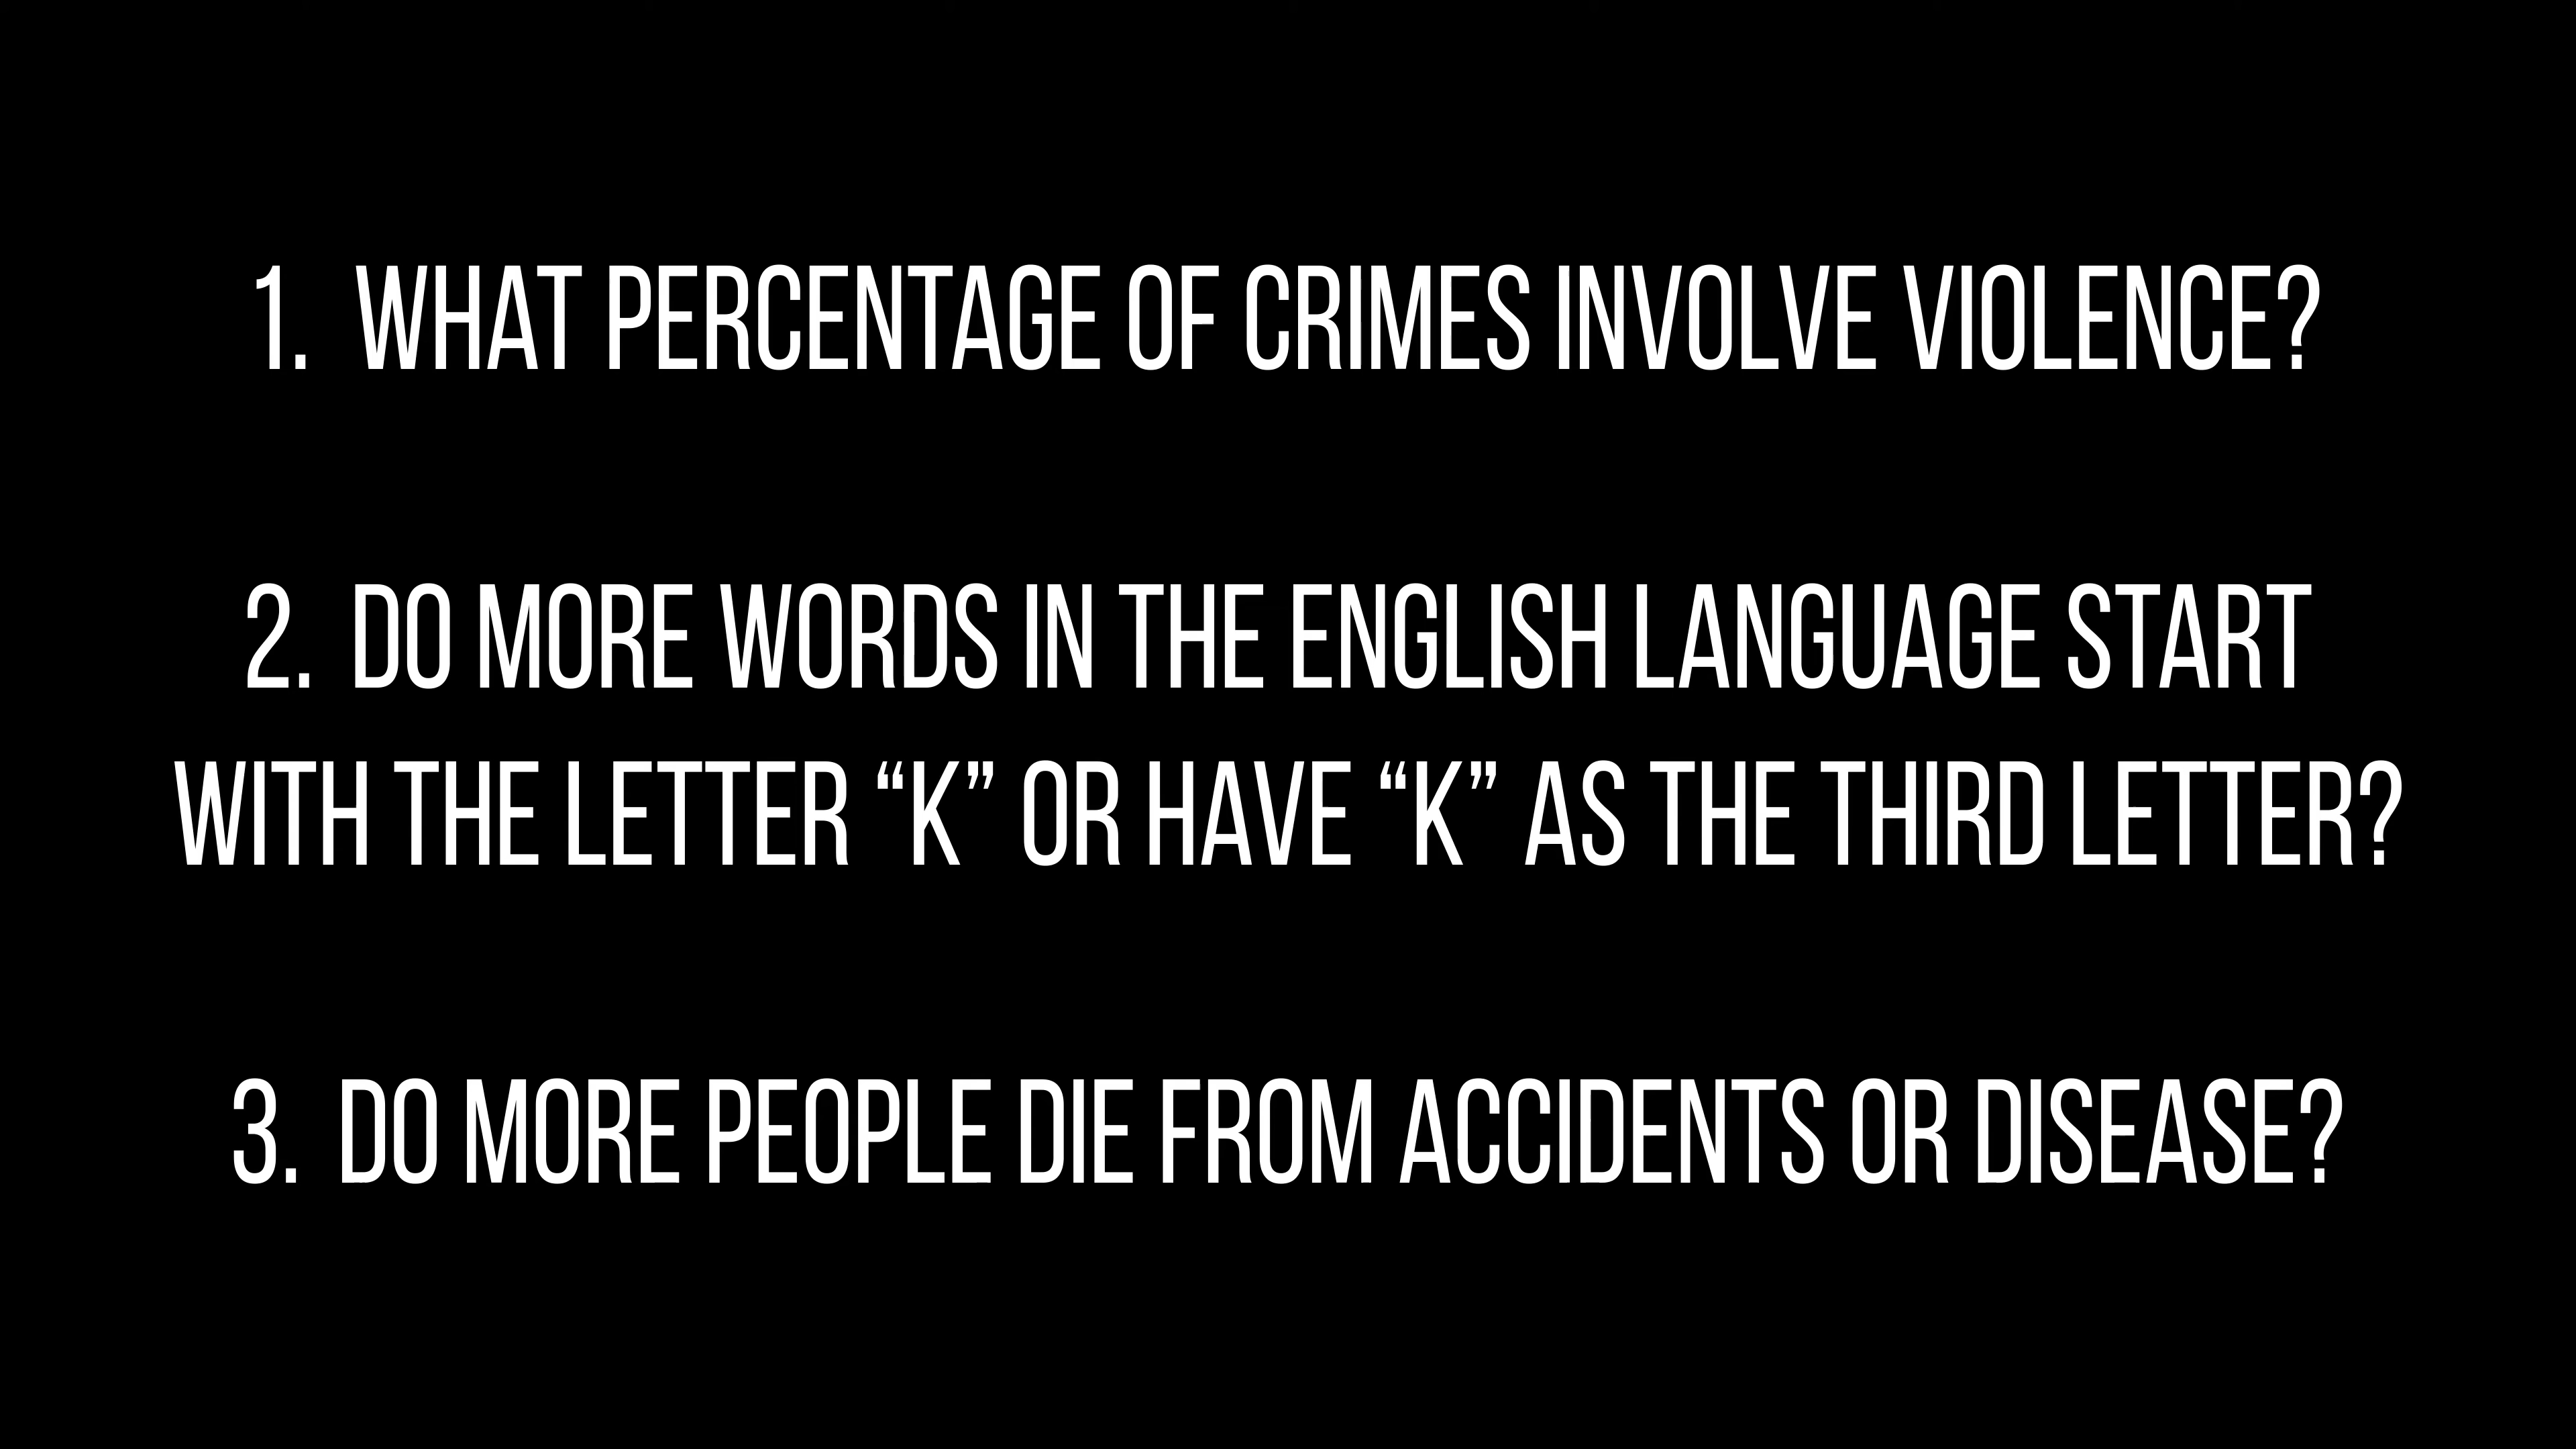 1. WHAT PERCENTAGE OF CRIMES INVOLVE VIOLENCE?
2. DO MORE WORDS IN THE ENGLISH LANGUAGE START
WITH THE LETTER “K” OR HAVE “K” AS THE THIRD LETTER?
3. DO MORE PEOPLE DIE FROM ACCIDENTS OR DISEASE?